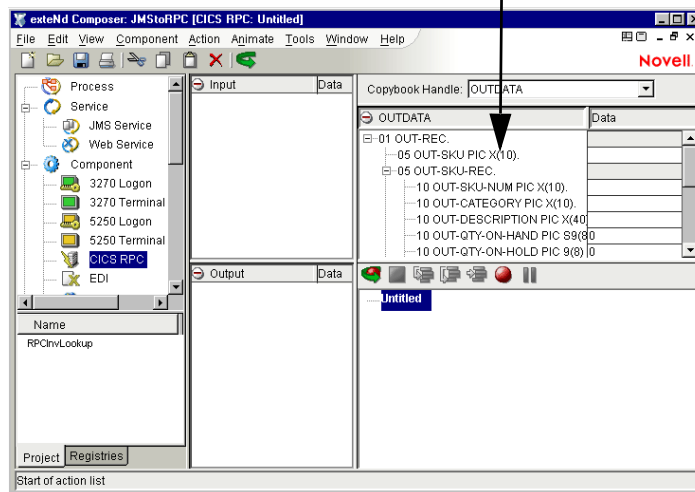 exteNd Composer: JMStoRPC [CICS RPC: Untitled]
File Edit View Component Action Animate Tools Window Help
Novell.
Process
Service
JMS Service
Web Service
Component
3270 Logon
3270 Terminal
5250 Logon
5250 Terminal
CICS RPC
EDI
Name
RPCInvLookup
Project Registries
Input Data
Output Data
Copybook Handle: OUTDATA
OUTDATA Data
01 OUT-REC.
05 OUT-SKU PIC X(10).
05 OUT-SKU-REC.
10 OUT-SKU-NUM PIC X(10).
10 OUT-CATEGORY PIC X(10).
10 OUT-DESCRIPTION PIC X(40
10 OUT-QTY-ON-HAND PIC S9(8 0
10 OUT-QTY-ON-HOLD PIC 9(8) 0
Untitled
Start of action list